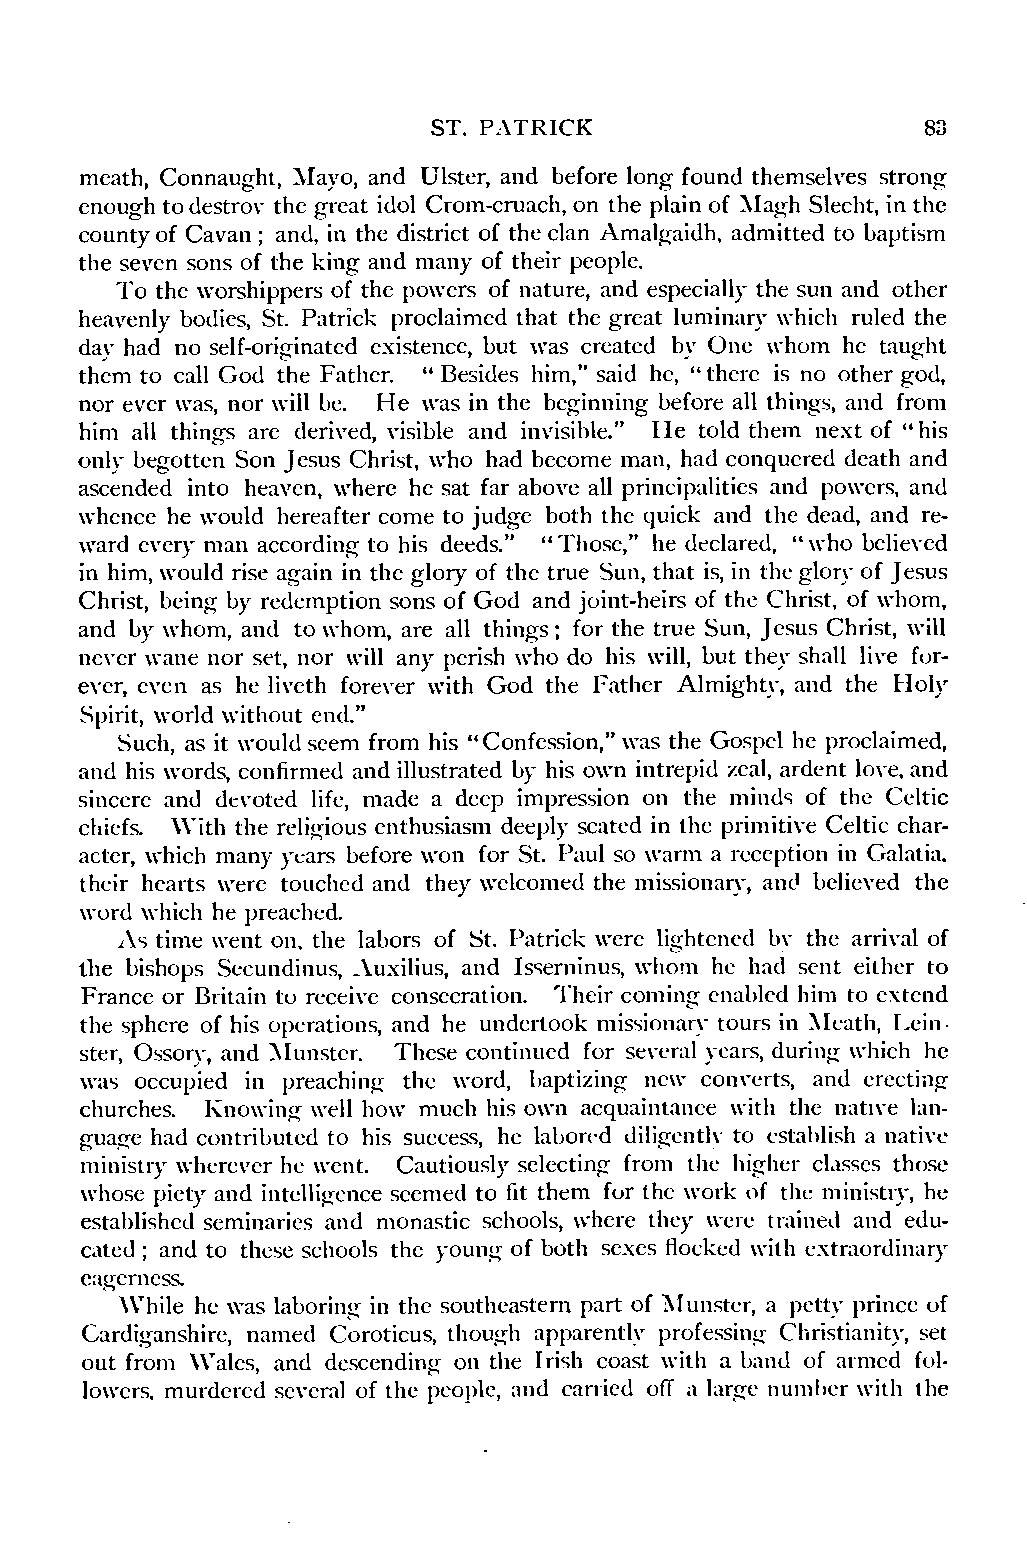 ST. PATRICK 83
meath, Connaught, Mayo, and Ulster, and before long found themselves strong
enough to destroy the great idol Crom-cruach, on the plain of Magh Slecht, in the
county of Cavan ; and, in the district of the clan Amalgaidh, admitted to baptism
the seven sons of the king and many of their people.
To the worshippers of the powers of nature, and especially the sun and other
heavenly bodies, St. Patrick proclaimed that the great luminary which ruled the
day had no self-originated existence, but was created by One whom he taught
them to call God the Father. “ Besides him,” said he, “ there is no other god,
nor ever was, nor will be. He was in the beginning before all things, and from
him all things are derived, visible and invisible.” He told them next of “ his
only begotten Son Jesus Christ, who had become man, had conquered death and
ascended into heaven, where he sat far above all principalities and powers, and
whence he would hereafter come to judge both the quick and the dead, and re-
ward every man according to his deeds.” “ Those,” he declared, “ who believed
in him, would rise again in the glory of the true Sun, that is, in the glory of Jesus
Christ, being by redemption sons of God and joint-heirs of the Christ, of whom,
and by whom, and to whom, are all things ; for the true Sun, Jesus Christ, will
never wane nor set, nor will any perish who do his will, but they shall live for-
ever, even as he liveth forever with God the Father Almighty, and the Holy
Spirit, world without end.”
Such, as it would seem from his “ Confession,” was the Gospel he proclaimed,
and his words, confirmed and illustrated by his own intrepid zeal, ardent love, and
sincere and devoted life, made a deep impression on the minds of the Celtic
chiefs. With the religious enthusiasm deeply seated in the primitive Celtic char-
acter, which many years before won for St. Paul so warm a reception in Galatia,
their hearts were touched and they welcomed the missionary, and believed the
word which he preached.
As time went on, the labors of St. Patrick were lightened by the arrival of
the bishops Secundinus, Auxilius, and Isserninus, whom he had sent either to
France or Britain to receive consecration. Their coming enabled him to extend
the sphere of his operations, and he undertook missionary tours in Meath, Lein-
ster, Ossory, and Munster. These continued for several years, during which he
was occupied in preaching the word, baptizing new converts, and erecting
churches. Knowing well how much his own acquaintance with the native lan-
guage had contributed to his success, he labored diligently to establish a native
ministry wherever he went. Cautiously selecting from the higher classes those
whose piety and intelligence seemed to fit them for the work of the ministry, he
established seminaries and monastic schools, where they were trained and edu-
cated ; and to these schools the young of both sexes flocked with extraordinary
eagerness.
While he was laboring in the southeastern part of Munster, a petty prince of
Cardiganshire, named Coroticus, though apparently professing Christianity, set
out from Wales, and descending on the Irish coast with a band of armed fol-
lowers, murdered several of the people, and carried off a large number with the